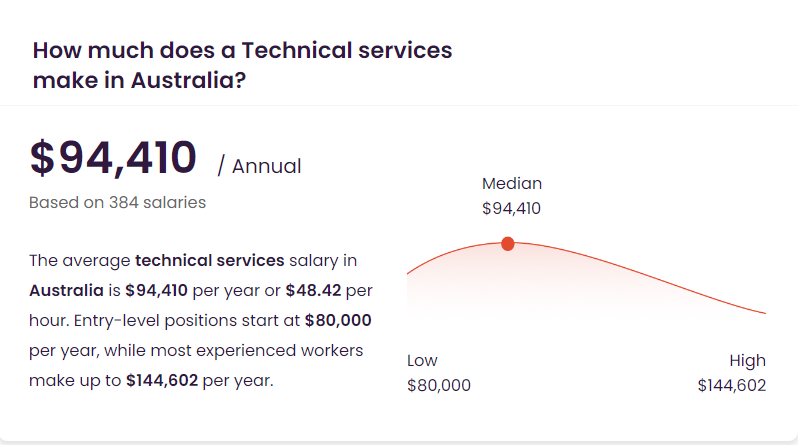 How much does a Technical services
make in Australia?
$94,410 / Annual
Based on 384 salaries
The average technical services salary in
Australia is $94,410 per year or $48.42 per
hour. Entry-level positions start at $80,000
per year, while most experienced workers
make up to $144,602 per year.
Median
$94,410
Low
$80,000
High
$144,602